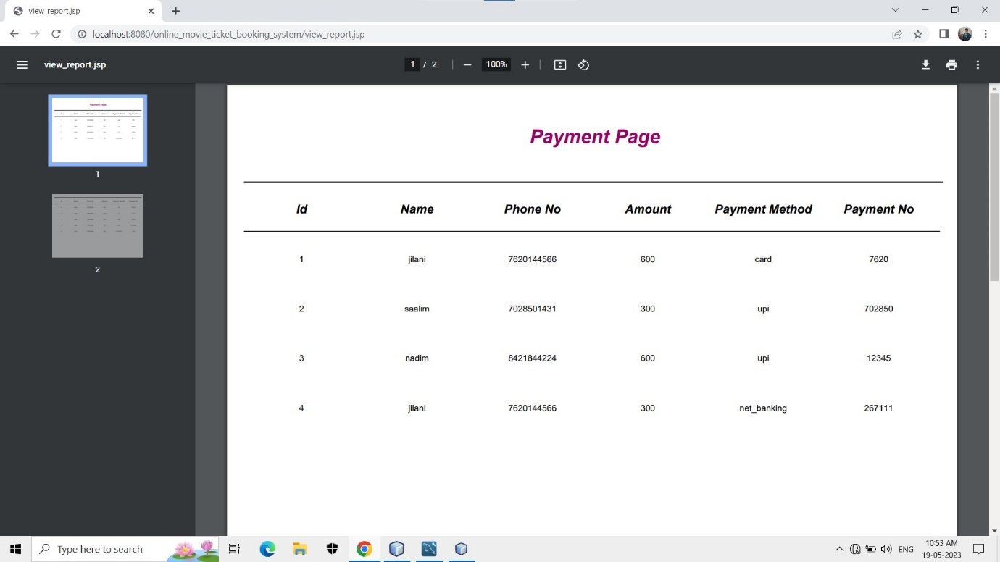 view_report.jsp
localhost:8080/online_movie_ticket_booking_system/view_report.jsp
view_report.jsp 1 / 2 100%
1
2
Payment Page
Id Name Phone No Amount Payment Method Payment No
1 jilani 7620144566 600 card 7620
2 saalim 7028501431 300 upi 702850
3 nadim 8421844224 600 upi 12345
4 jilani 7620144566 300 net_banking 267111
Type here to search
ENG
10:53 AM
19-05-2023